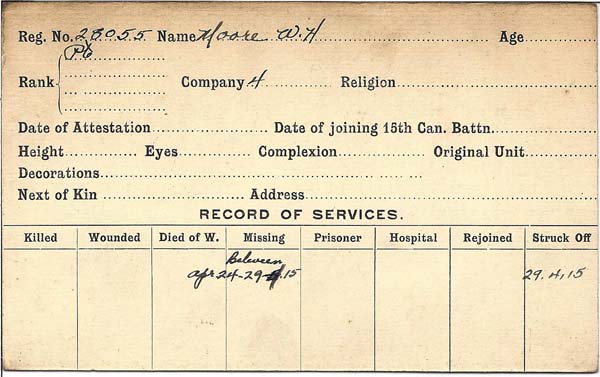 Reg. No. 28055 Name Moore W.H Age
Pte
Rank Company 4 Religion
Date of Attestation Date of joining 15th Can. Battn.
Height Eyes Complexion Original Unit
Decorations
Next of Kin Address
RECORD OF SERVICES.
Killed Wounded Died of W. Missing Prisoner Hospital Rejoined Struck Off
Between
Apr 24-29-4.15 29.4.15